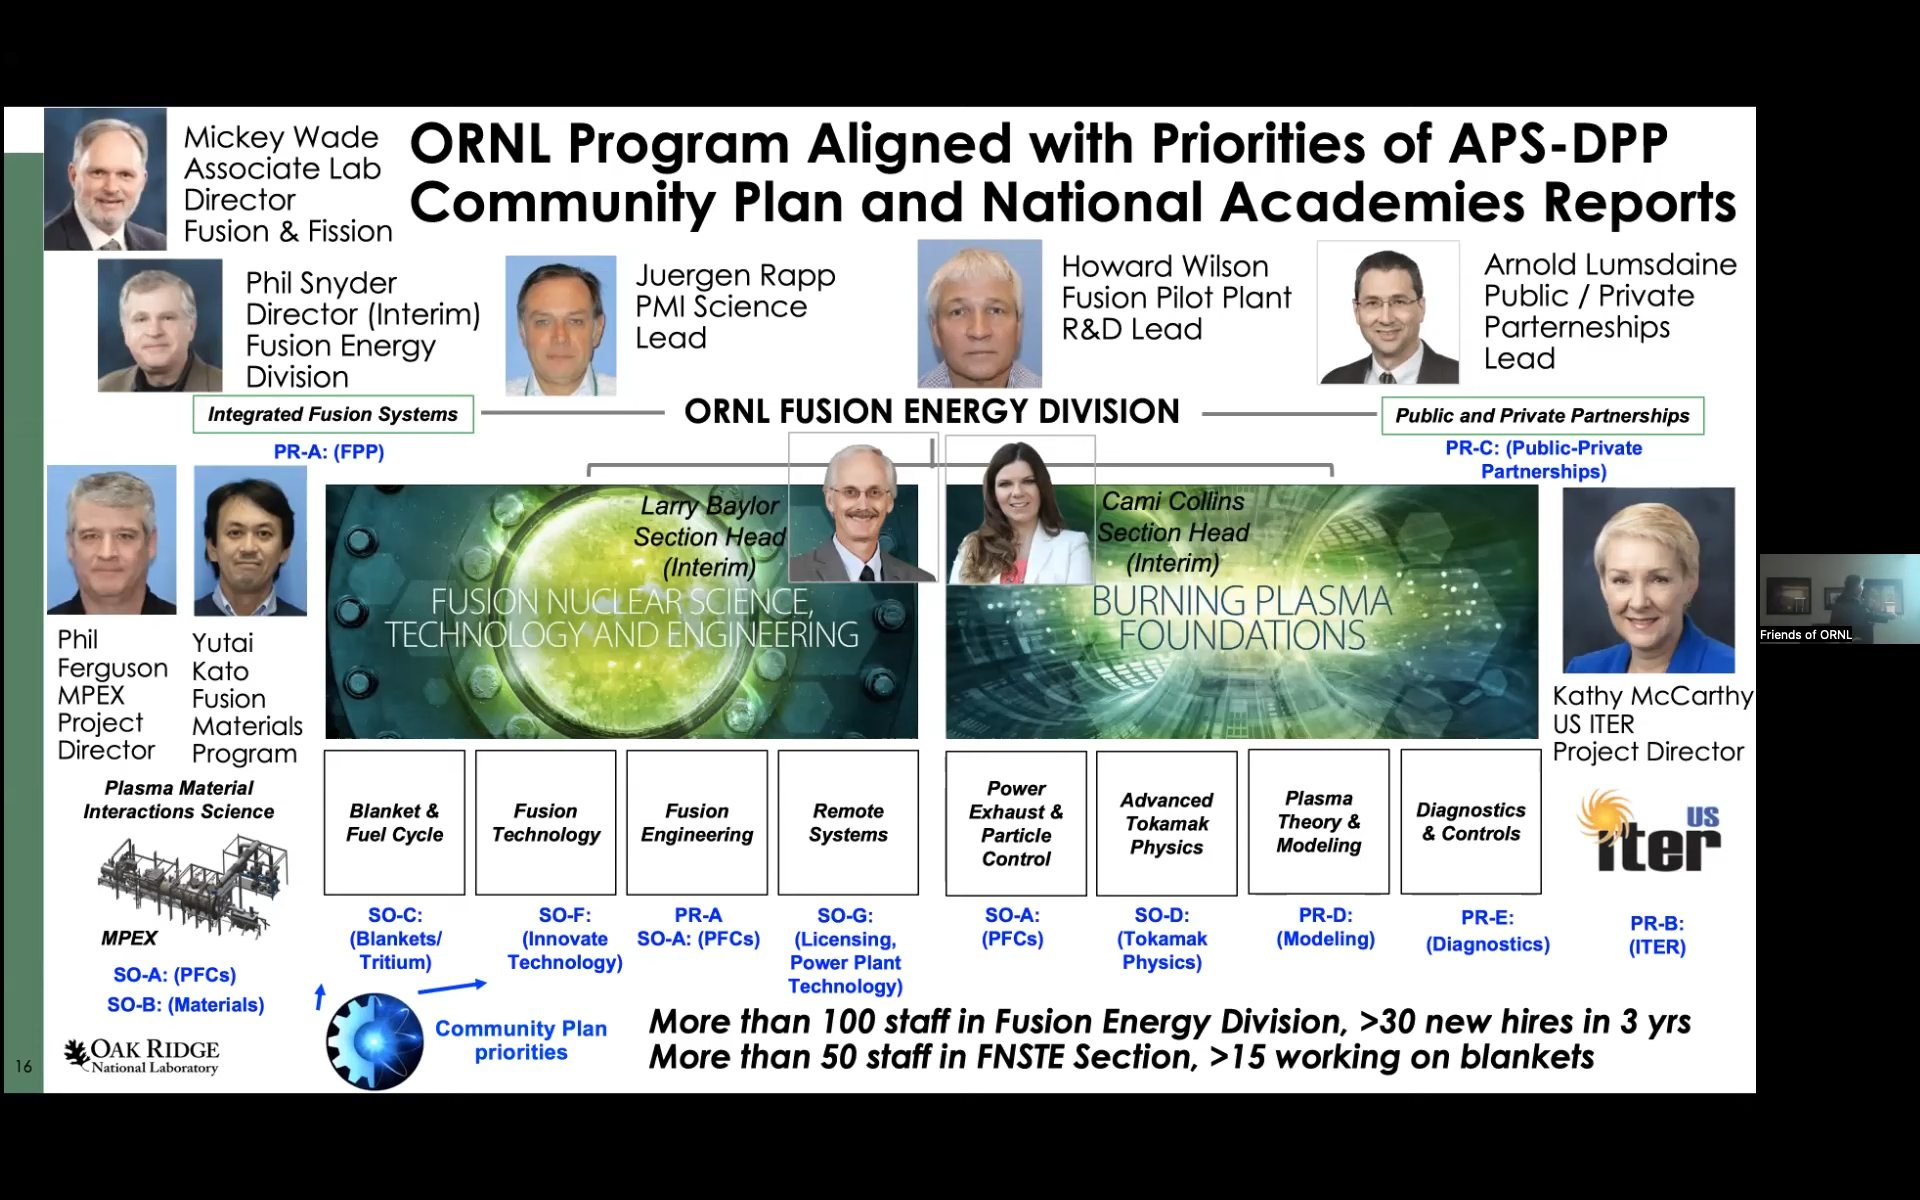 Mickey Wade
Associate Lab
Director
Fusion & Fission
ORNL Program Aligned with Priorities of APS-DPP
Community Plan and National Academies Reports
Phil Snyder
Director (Interim)
Fusion Energy
Division
Juergen Rapp
PMI Science
Lead
Howard Wilson
Fusion Pilot Plant
R&D Lead
Arnold Lumsdaine
Public / Private
Parterneships
Lead
Integrated Fusion Systems
PR-A: (FPP)
ORNL FUSION ENERGY DIVISION
Public and Private Partnerships
PR-C: (Public-Private
Partnerships)
Phil
Ferguson
MPEX
Project
Director
Yutai
Kato
Fusion
Materials
Program
Larry Baylor
Section Head
(Interim)
FUSION NUCLEAR SCIENCE,
TECHNOLOGY AND ENGINEERING
Cami Collins
Section Head
(Interim)
BURNING PLASMA
FOUNDATIONS
Kathy McCarthy
US ITER
Project Director
Friends of ORNL
Plasma Material
Interactions Science
MPEX
SO-A: (PFCs)
SO-B: (Materials)
Blanket &
Fuel Cycle
Fusion
Technology
Fusion
Engineering
Remote
Systems
Power
Exhaust &
Particle
Control
Advanced
Tokamak
Physics
Plasma
Theory &
Modeling
Diagnostics
& Controls
US
iter
SO-C:
(Blankets/
Tritium)
SO-F:
(Innovate
Technology)
PR-A
SO-A: (PFCs)
SO-G:
(Licensing,
Power Plant
Technology)
SO-A:
(PFCs)
SO-D:
(Tokamak
Physics)
PR-D:
(Modeling)
PR-E:
(Diagnostics)
PR-B:
(ITER)
Community Plan
priorities
More than 100 staff in Fusion Energy Division, >30 new hires in 3 yrs
More than 50 staff in FNSTE Section, >15 working on blankets
16
OAK RIDGE
National Laboratory